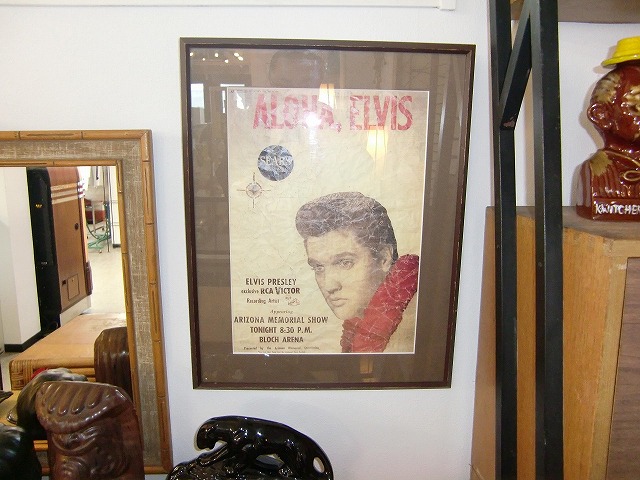 ALOHA, ELVIS
SEARS
ELVIS PRESLEY
exclusive RCA VICTOR
Recording Artist
Appearing
ARIZONA MEMORIAL SHOW
TONIGHT 8:30 P.M.
BLOCH ARENA
KWITCHER